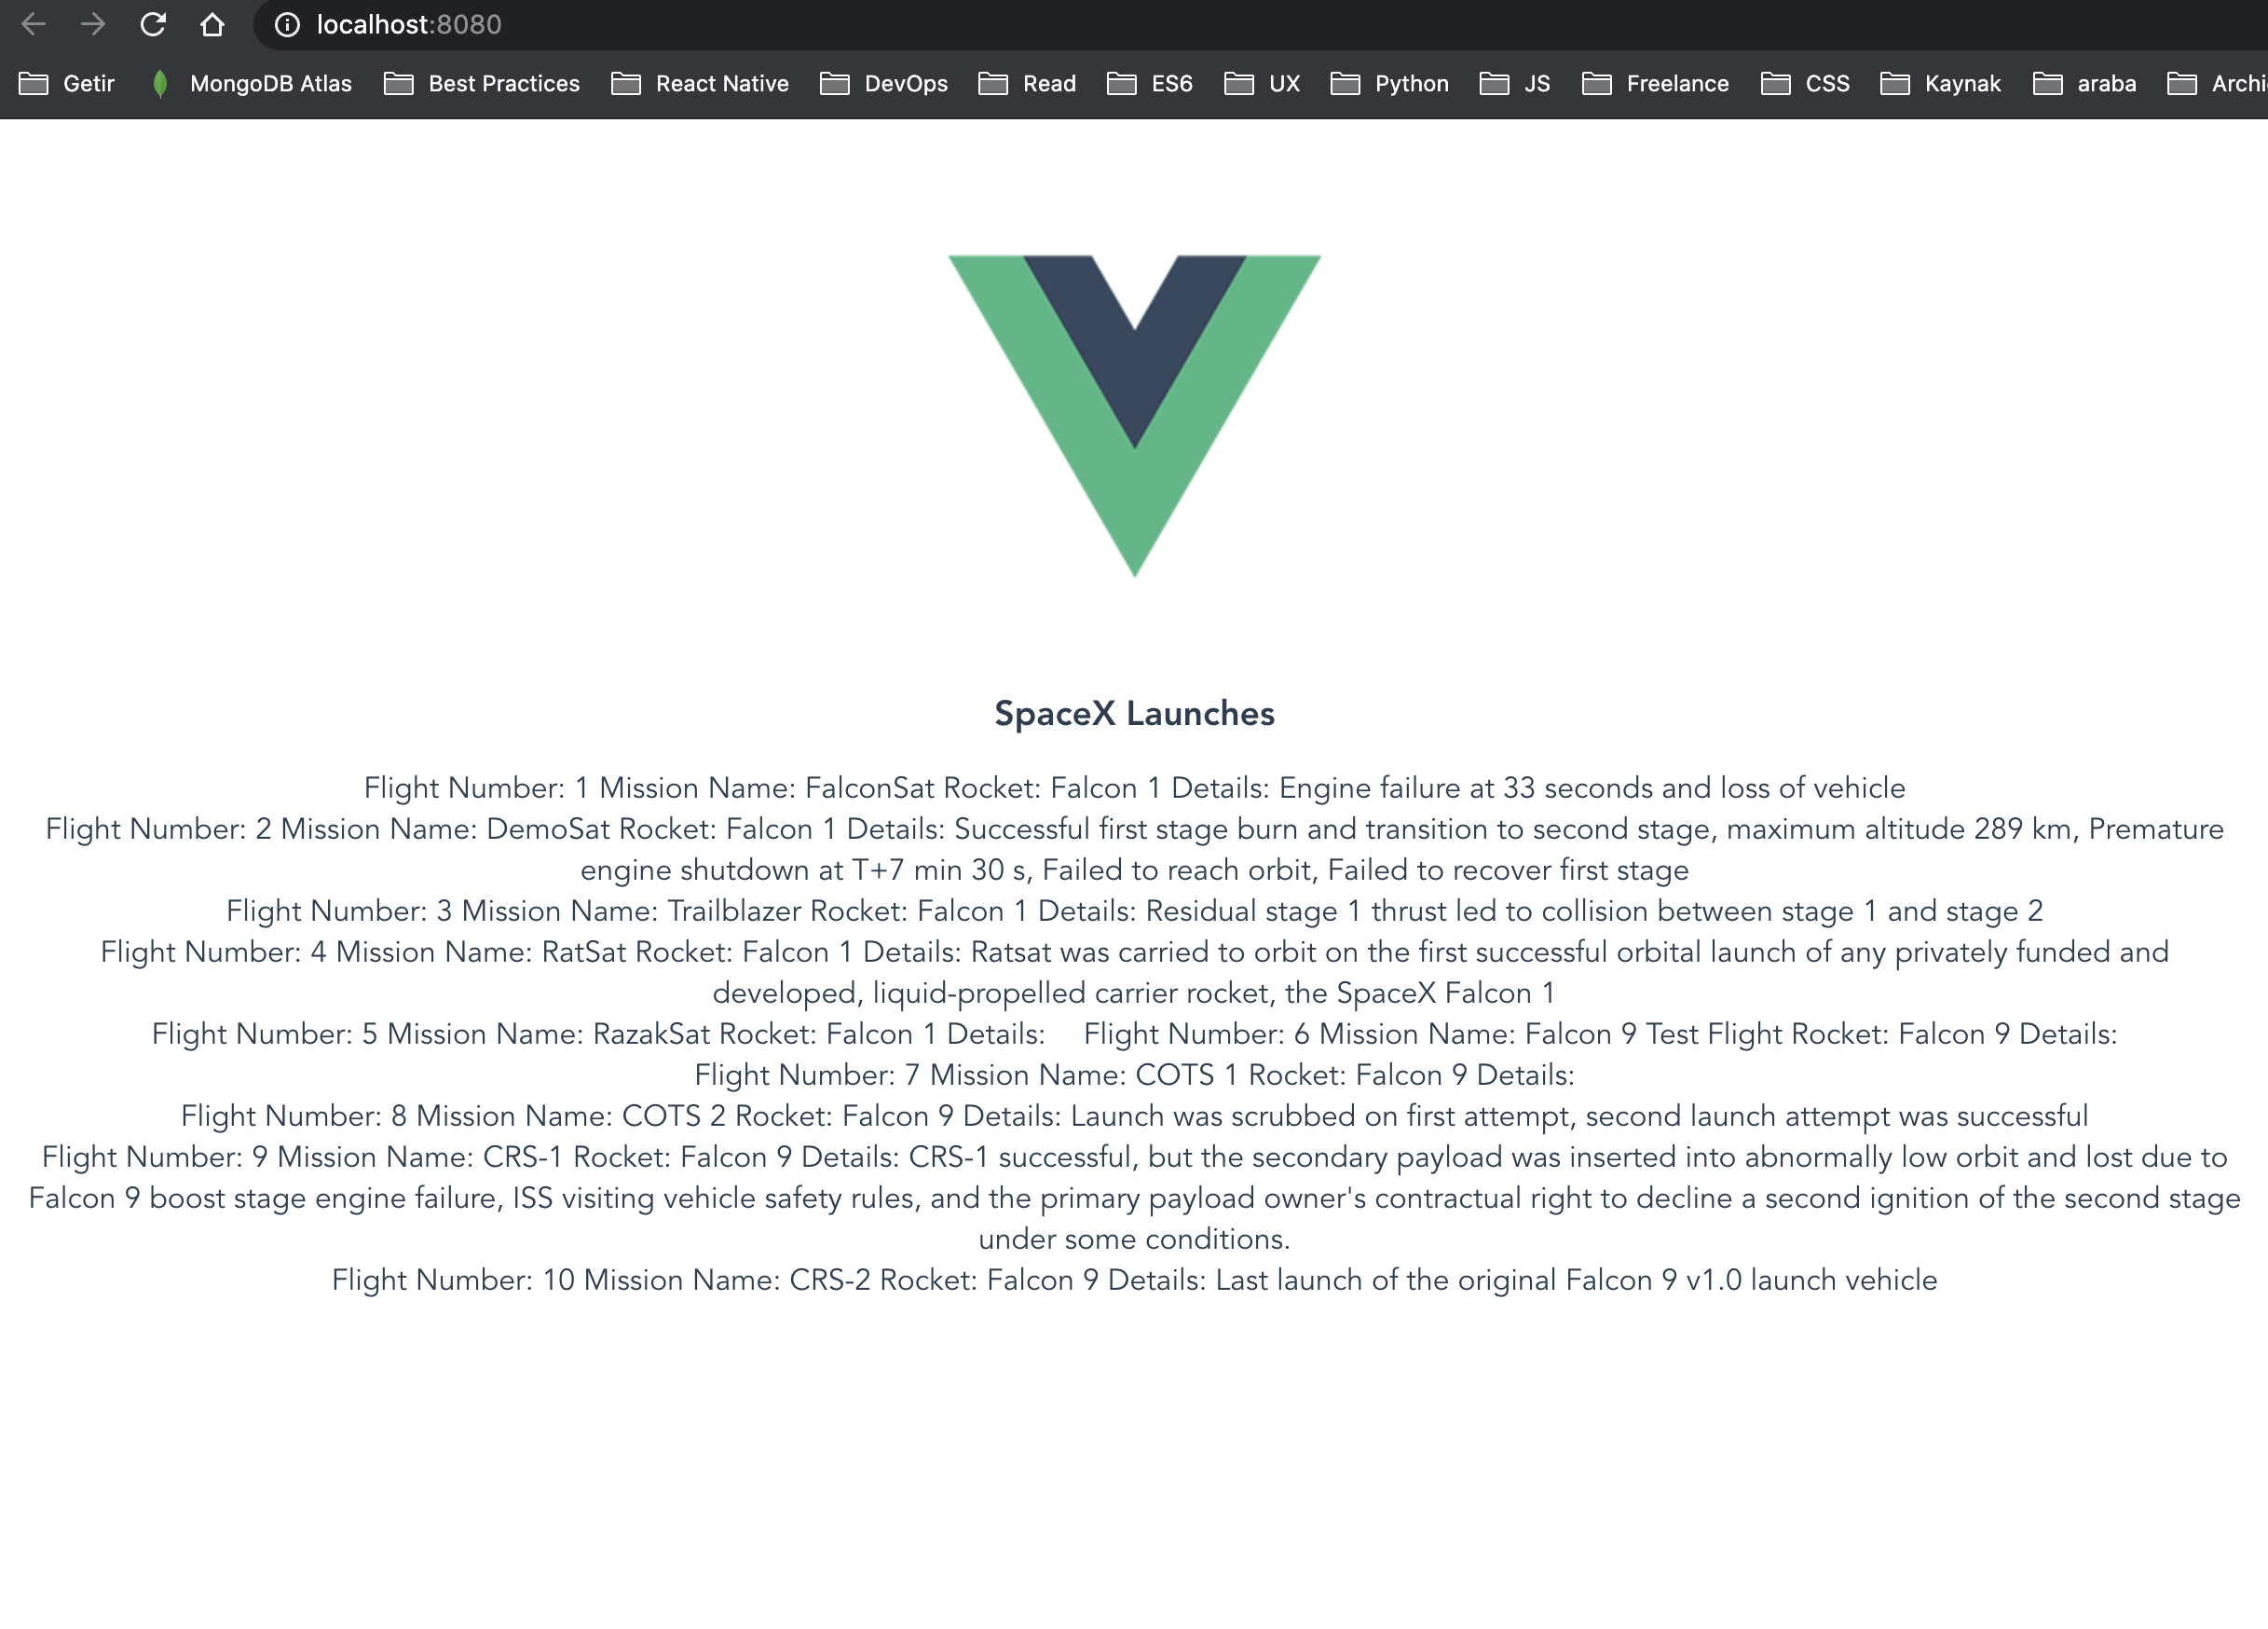 localhost:8080
Getir MongoDB Atlas Best Practices React Native DevOps Read ES6 UX Python JS Freelance CSS Kaynak araba Archi
SpaceX Launches
Flight Number: 1 Mission Name: FalconSat Rocket: Falcon 1 Details: Engine failure at 33 seconds and loss of vehicle
Flight Number: 2 Mission Name: DemoSat Rocket: Falcon 1 Details: Successful first stage burn and transition to second stage, maximum altitude 289 km, Premature
engine shutdown at T+7 min 30 s, Failed to reach orbit, Failed to recover first stage
Flight Number: 3 Mission Name: Trailblazer Rocket: Falcon 1 Details: Residual stage 1 thrust led to collision between stage 1 and stage 2
Flight Number: 4 Mission Name: RatSat Rocket: Falcon 1 Details: Ratsat was carried to orbit on the first successful orbital launch of any privately funded and
developed, liquid-propelled carrier rocket, the SpaceX Falcon 1
Flight Number: 5 Mission Name: RazakSat Rocket: Falcon 1 Details: Flight Number: 6 Mission Name: Falcon 9 Test Flight Rocket: Falcon 9 Details:
Flight Number: 7 Mission Name: COTS 1 Rocket: Falcon 9 Details:
Flight Number: 8 Mission Name: COTS 2 Rocket: Falcon 9 Details: Launch was scrubbed on first attempt, second launch attempt was successful
Flight Number: 9 Mission Name: CRS-1 Rocket: Falcon 9 Details: CRS-1 successful, but the secondary payload was inserted into abnormally low orbit and lost due to
Falcon 9 boost stage engine failure, ISS visiting vehicle safety rules, and the primary payload owner's contractual right to decline a second ignition of the second stage
under some conditions.
Flight Number: 10 Mission Name: CRS-2 Rocket: Falcon 9 Details: Last launch of the original Falcon 9 v1.0 launch vehicle